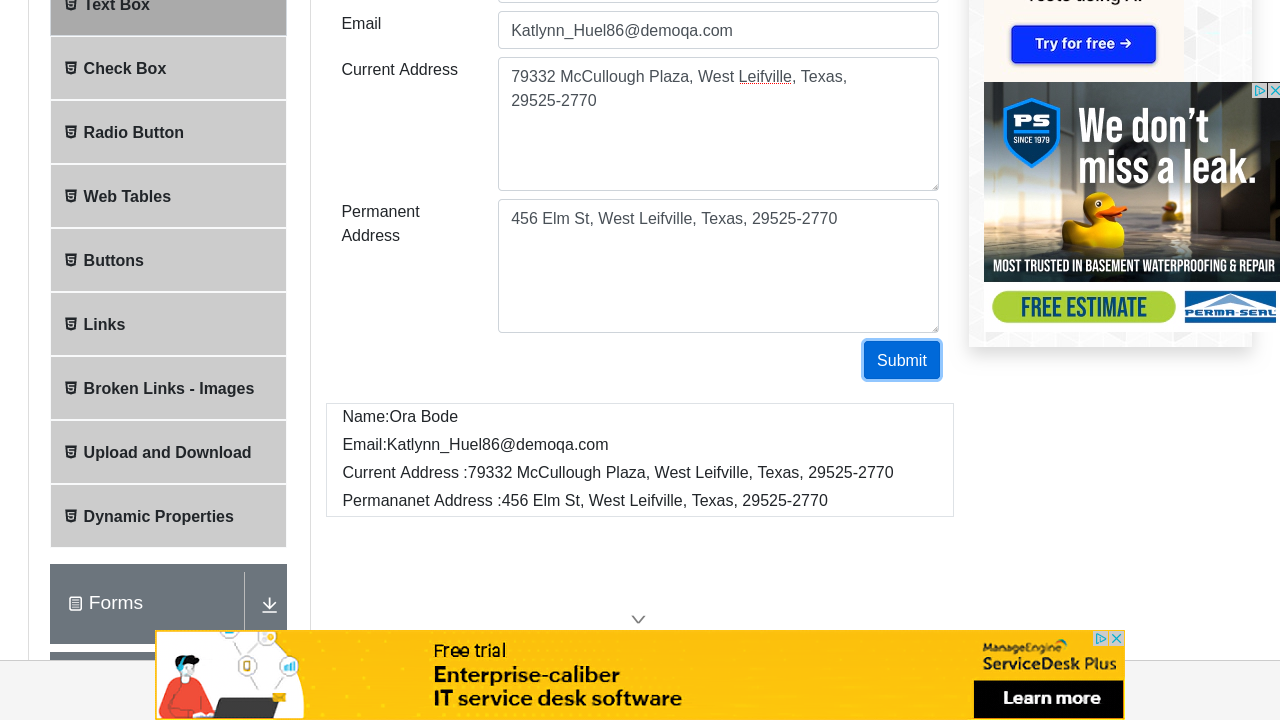 Text Box
Check Box
Radio Button
Web Tables
Buttons
Links
Broken Links - Images
Upload and Download
Dynamic Properties
Forms
Email
Katlynn_Huel86@demoqa.com
Current Address
79332 McCullough Plaza, West Leifville, Texas,
29525-2770
Permanent
Address
456 Elm St, West Leifville, Texas, 29525-2770
Submit
Name:Ora Bode
Email:Katlynn_Huel86@demoqa.com
Current Address :79332 McCullough Plaza, West Leifville, Texas, 29525-2770
Permananet Address :456 Elm St, West Leifville, Texas, 29525-2770
Try for free →
PS
SINCE 1979
We don't
miss a leak.
MOST TRUSTED IN BASEMENT WATERPROOFING & REPAIR
FREE ESTIMATE
PERMA-SEAL
Free trial
Enterprise-caliber
IT service desk software
ManageEngine
ServiceDesk Plus
Learn more